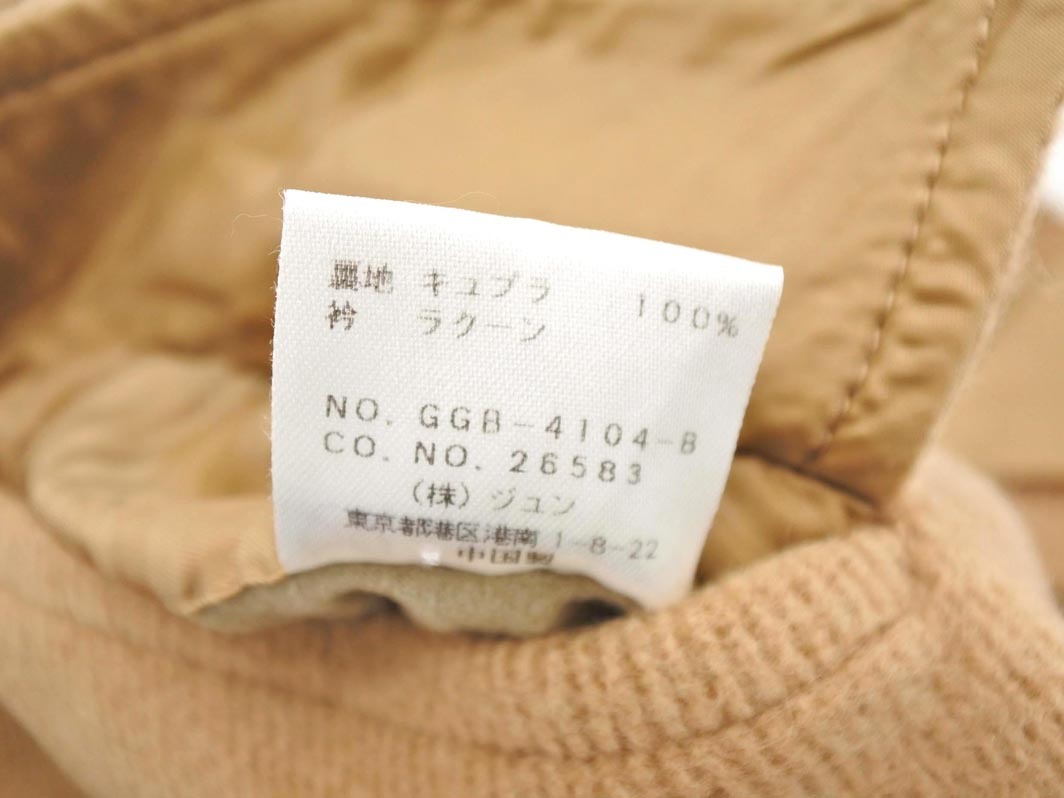 裏地 キュプラ 100%
衿 ラクーン
NO. GGB-4104-B
CO. NO. 26583
（株）ジュン
東京都港区港南1-8-22
中国製